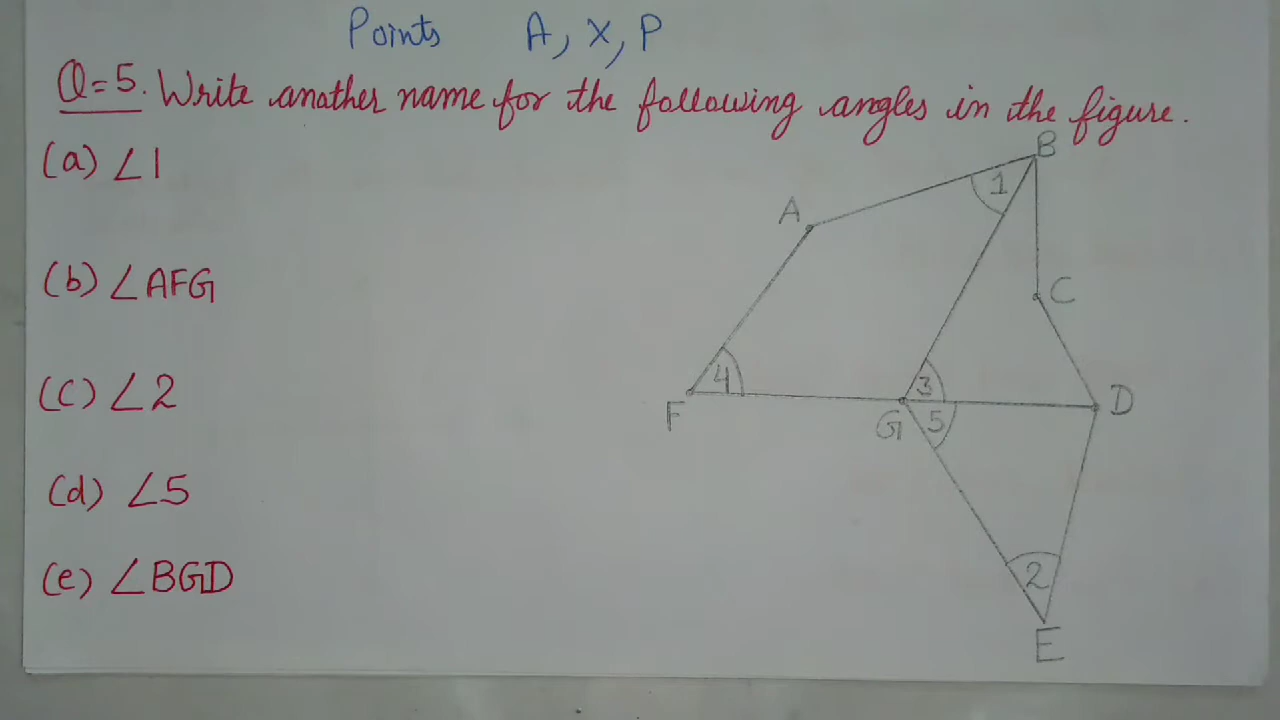 Points A, X, P
Q=5. Write another name for the following angles in the figure.
(a) ∠1
(b) ∠AFG
(c) ∠2
(d) ∠5
(e) ∠BGD
B
1
A
C
4
3
F
G
5
D
2
E